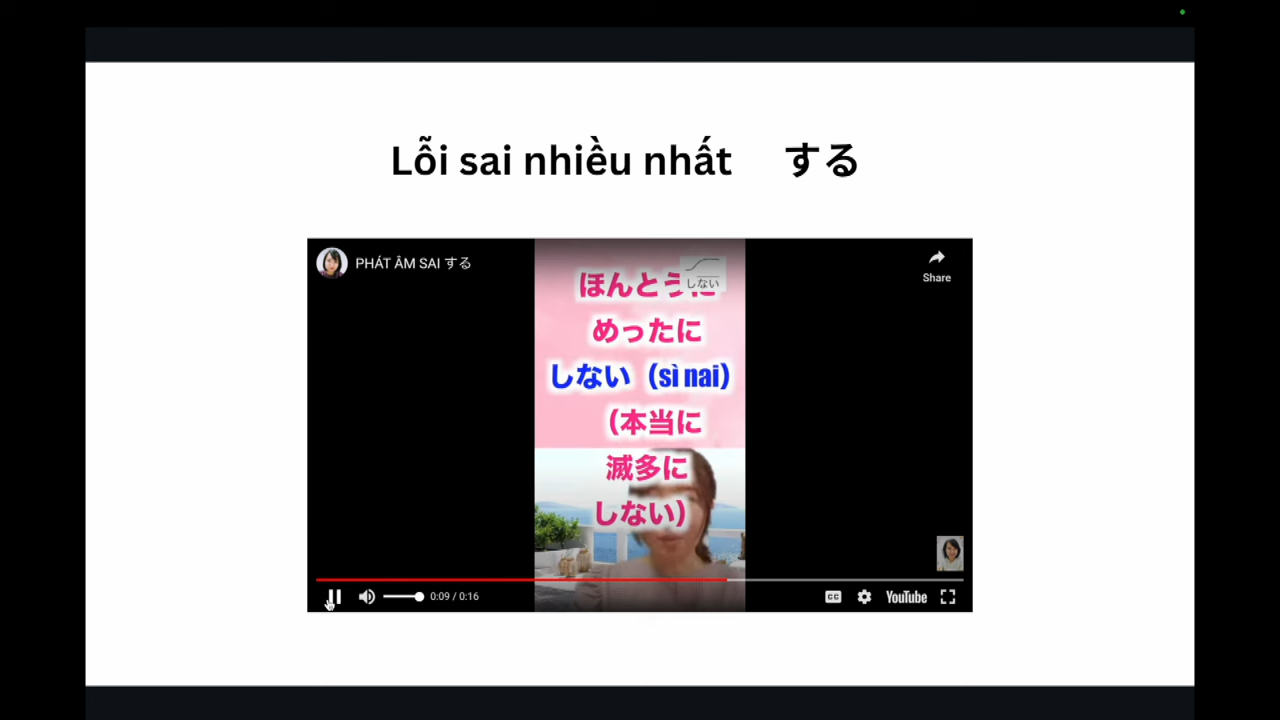 Lỗi sai nhiều nhất する
PHÁT ÂM SAI する
Share
しない
ほんとうに
めったに
しない（sì nai）
（本当に
滅多に
しない）
0:09 / 0:16
CC
YouTube